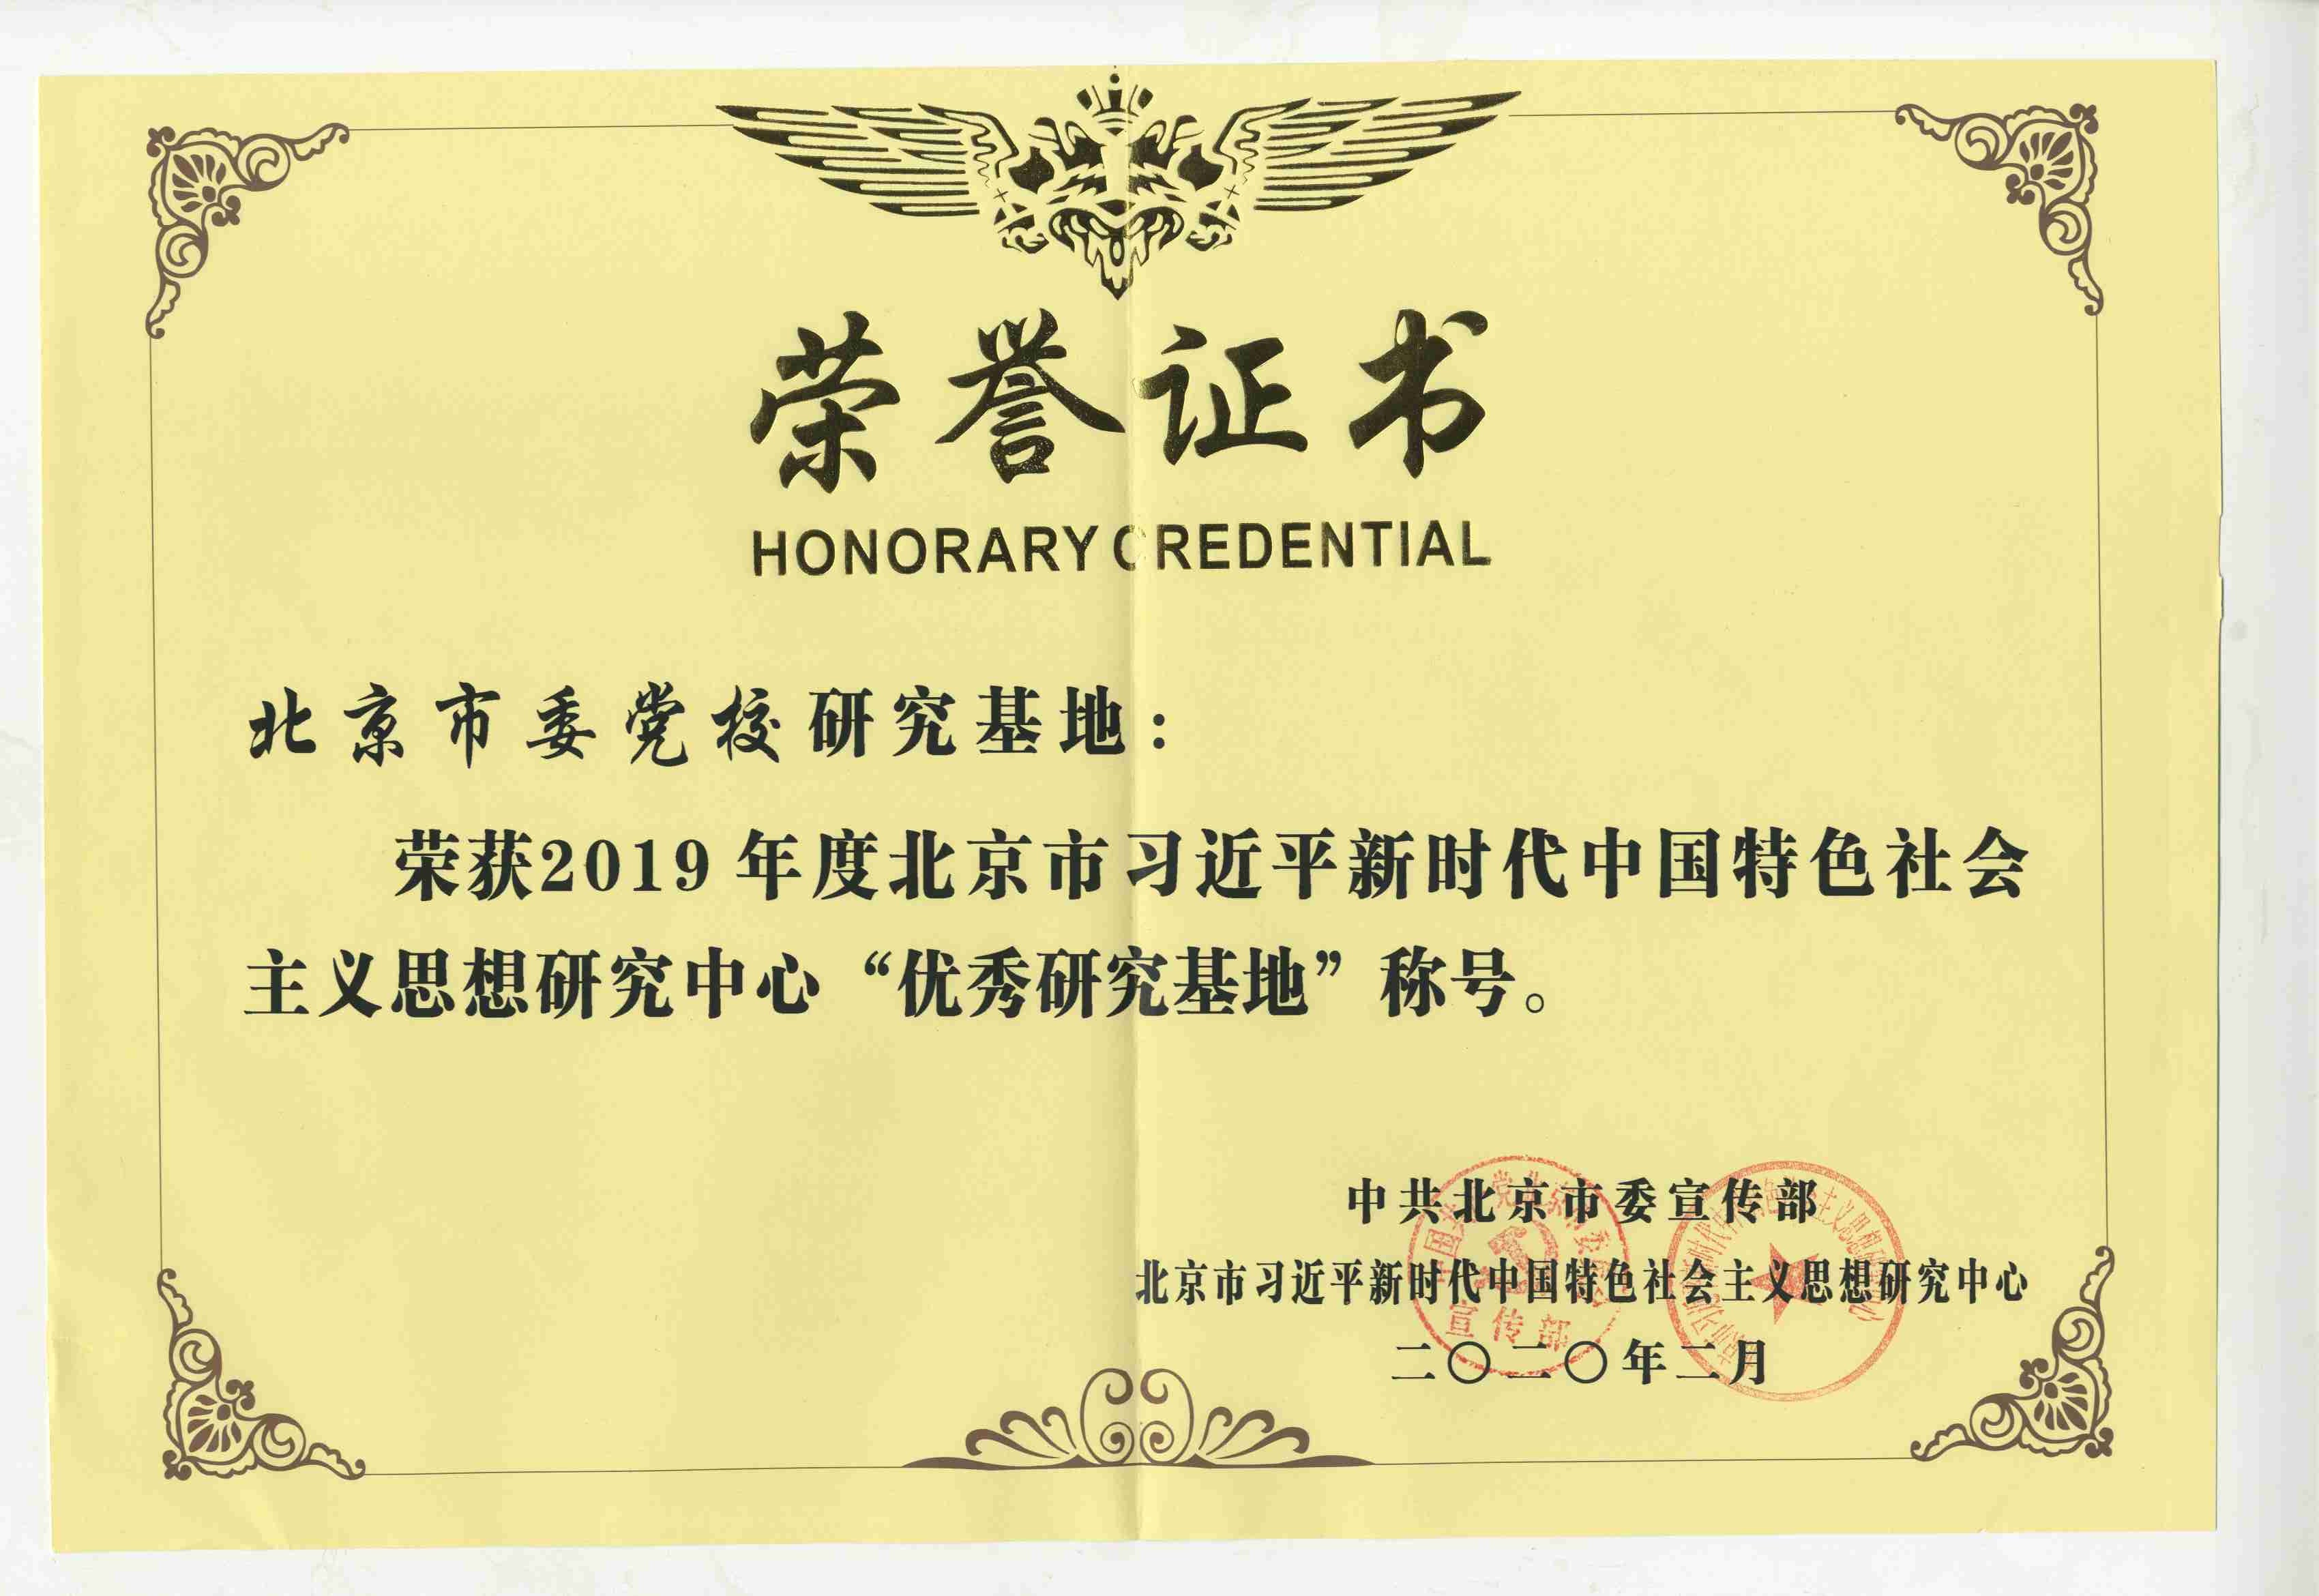 荣誉证书
HONORARY CREDENTIAL
北京市委党校研究基地：
荣获2019年度北京市习近平新时代中国特色社会
主义思想研究中心“优秀研究基地”称号。
中共北京市委宣传部
北京市习近平新时代中国特色社会主义思想研究中心
二〇二〇年二月
宣传部